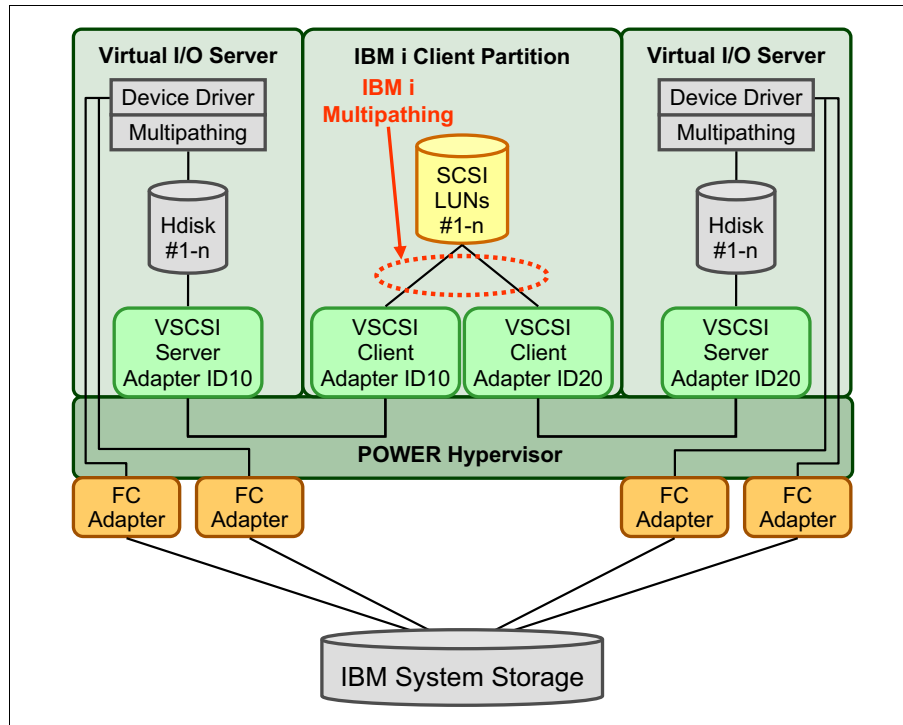 Virtual I/O Server
IBM i Client Partition
Virtual I/O Server
Device Driver
Multipathing
Hdisk
#1-n
VSCSI
Server
Adapter ID10
IBM i
Multipathing
SCSI
LUNs
#1-n
VSCSI
Client
Adapter ID10
VSCSI
Client
Adapter ID20
Device Driver
Multipathing
Hdisk
#1-n
VSCSI
Server
Adapter ID20
POWER Hypervisor
FC
Adapter
FC
Adapter
FC
Adapter
FC
Adapter
IBM System Storage